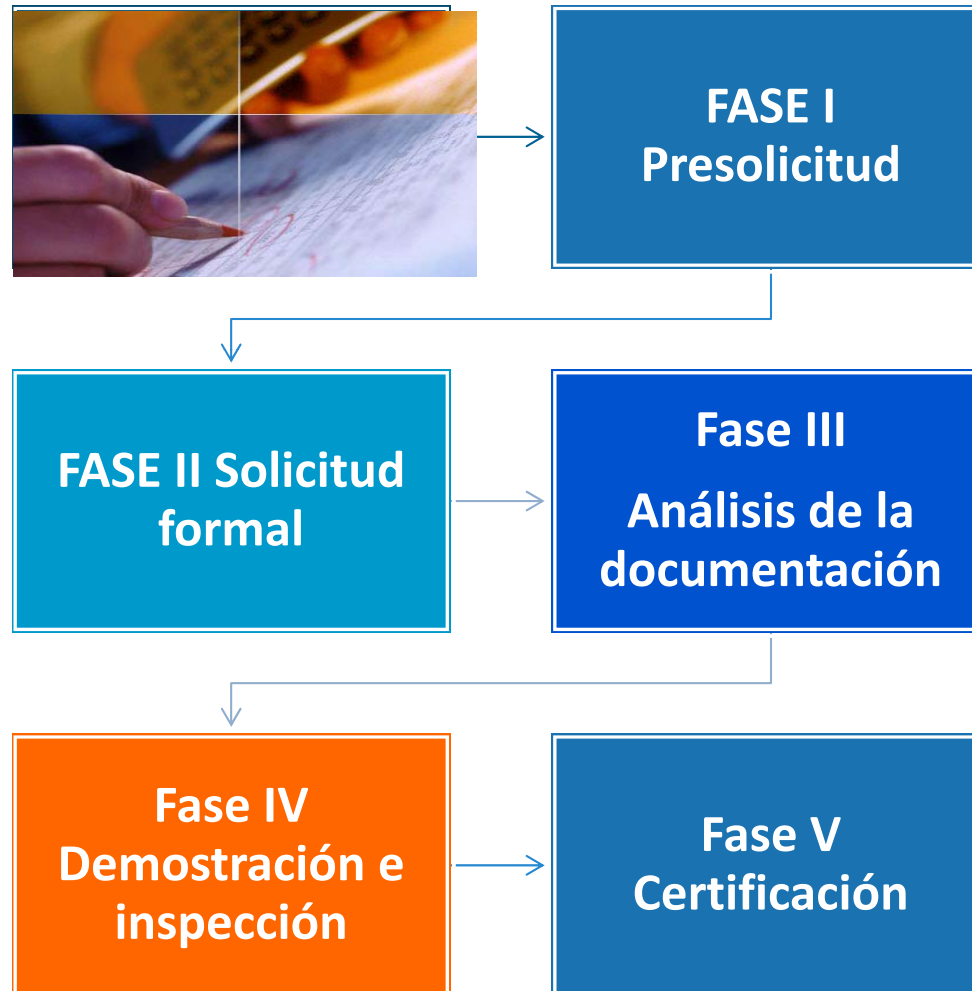 FASE I
Presolicitud
FASE II Solicitud
formal
Fase III
Análisis de la
documentación
Fase IV
Demostración e
inspección
Fase V
Certificación